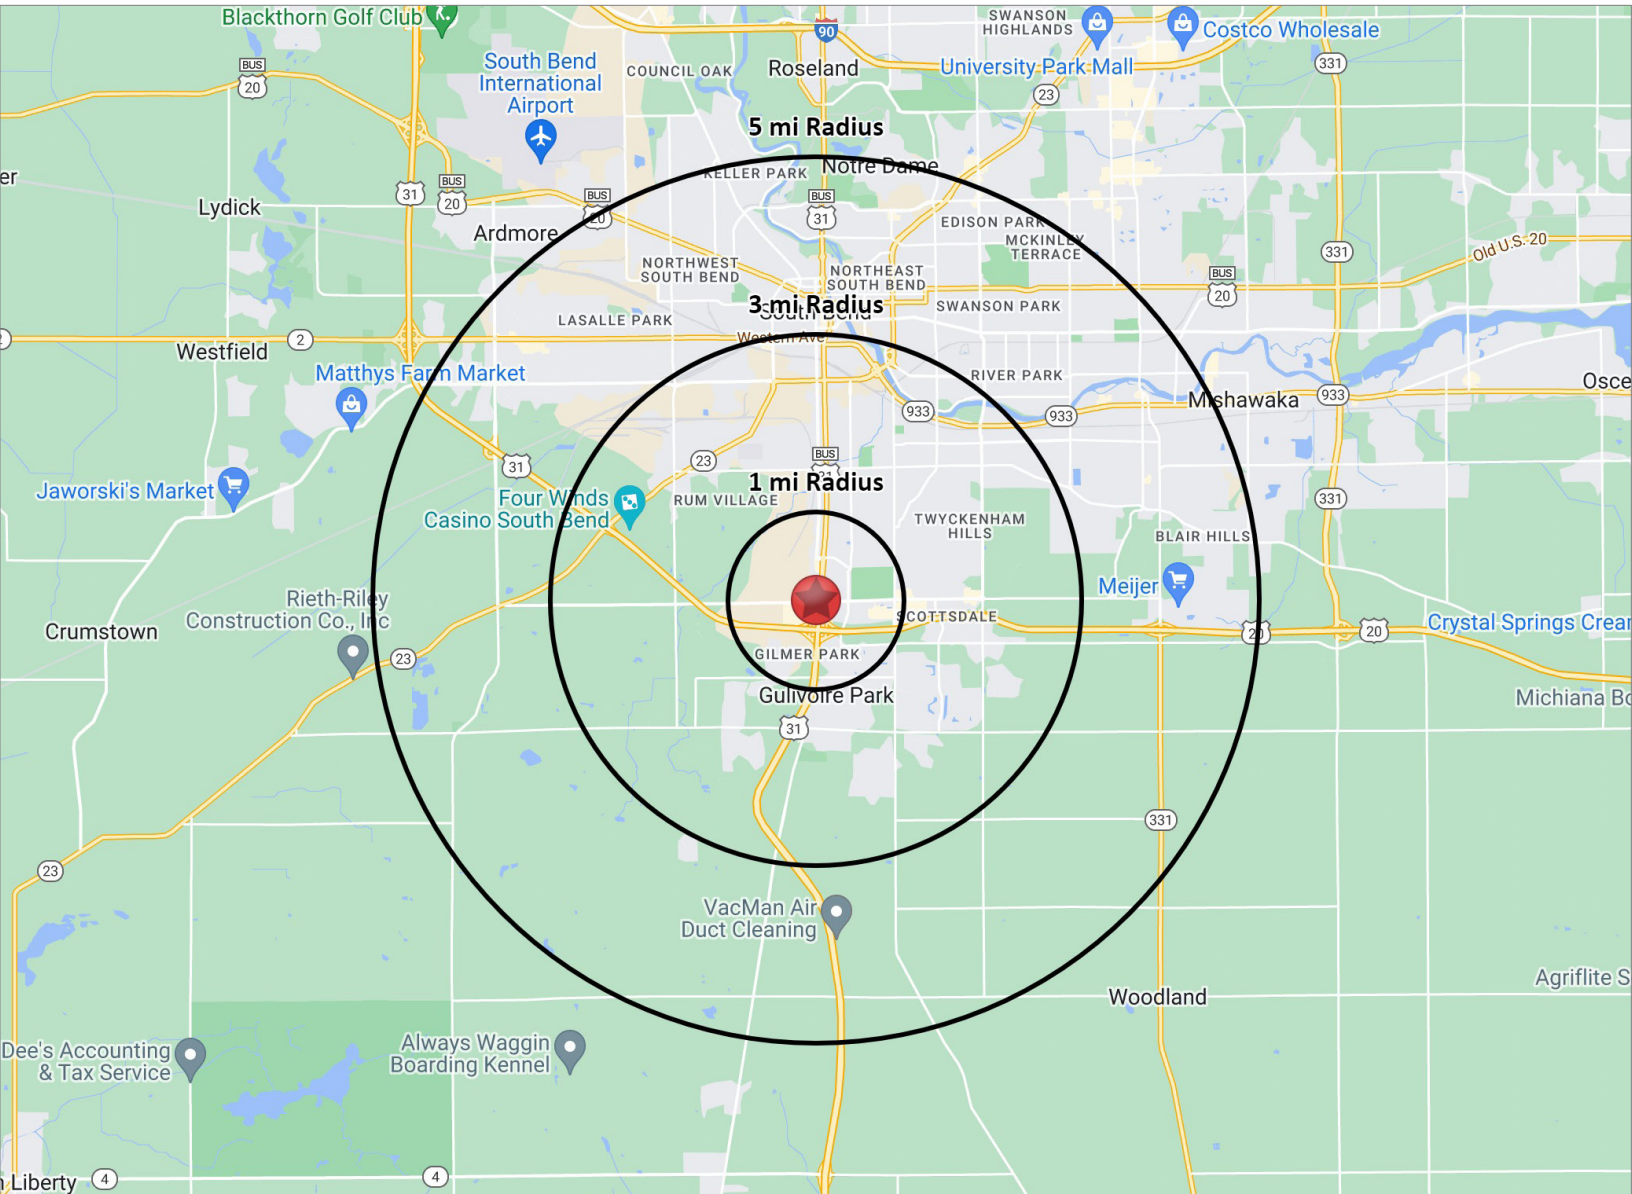 Blackthorn Golf Club
90
SWANSON
HIGHLANDS
Costco Wholesale
BUS
20
South Bend
International
Airport
COUNCIL OAK
Roseland
University Park Mall
331
23
5 mi Radius
er
KELLER PARK
Notre Dame
31
BUS
20
BUS
20
BUS
31
Lydick
Ardmore
EDISON PARK
MCKINLEY
TERRACE
331
Old U.S. 20
NORTHWEST
SOUTH BEND
NORTHEAST
SOUTH BEND
BUS
20
3 mi Radius
South Bend
LASALLE PARK
SWANSON PARK
2
Western Ave
Westfield
Matthys Farm Market
RIVER PARK
Osce
Mishawaka
933
933
933
23
BUS
31
31
1 mi Radius
Jaworski's Market
Four Winds
Casino South Bend
RUM VILLAGE
331
TWYCKENHAM
HILLS
BLAIR HILLS
Meijer
Rieth-Riley
Construction Co., Inc
SCOTTSDALE
Crumstown
20
20
Crystal Springs Crear
GILMER PARK
23
Gulivoire Park
Michiana Bo
31
331
23
VacMan Air
Duct Cleaning
Agriflite S
Woodland
Dee's Accounting
& Tax Service
Always Waggin
Boarding Kennel
Liberty
4
4